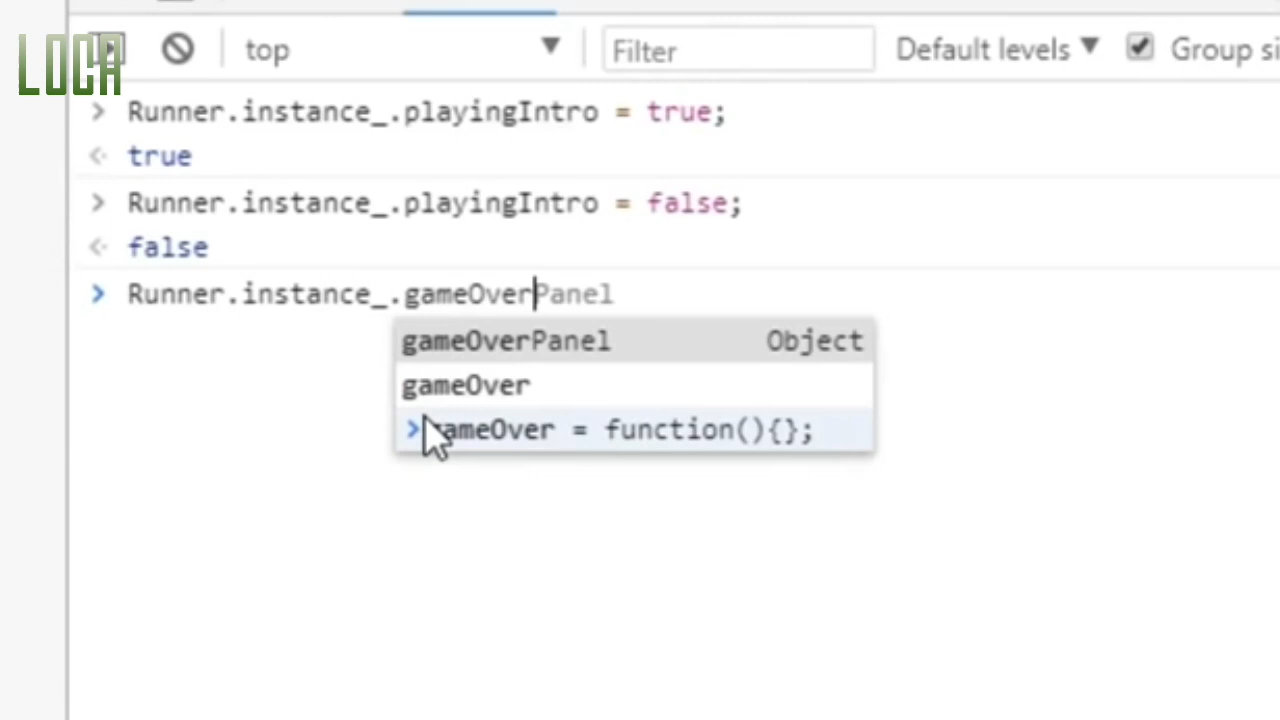 LOCA
top Filter Default levels Group si
Runner.instance_.playingIntro = true;
true
Runner.instance_.playingIntro = false;
false
Runner.instance_.gameOverPanel
gameOverPanel Object
gameOver
gameOver = function(){};